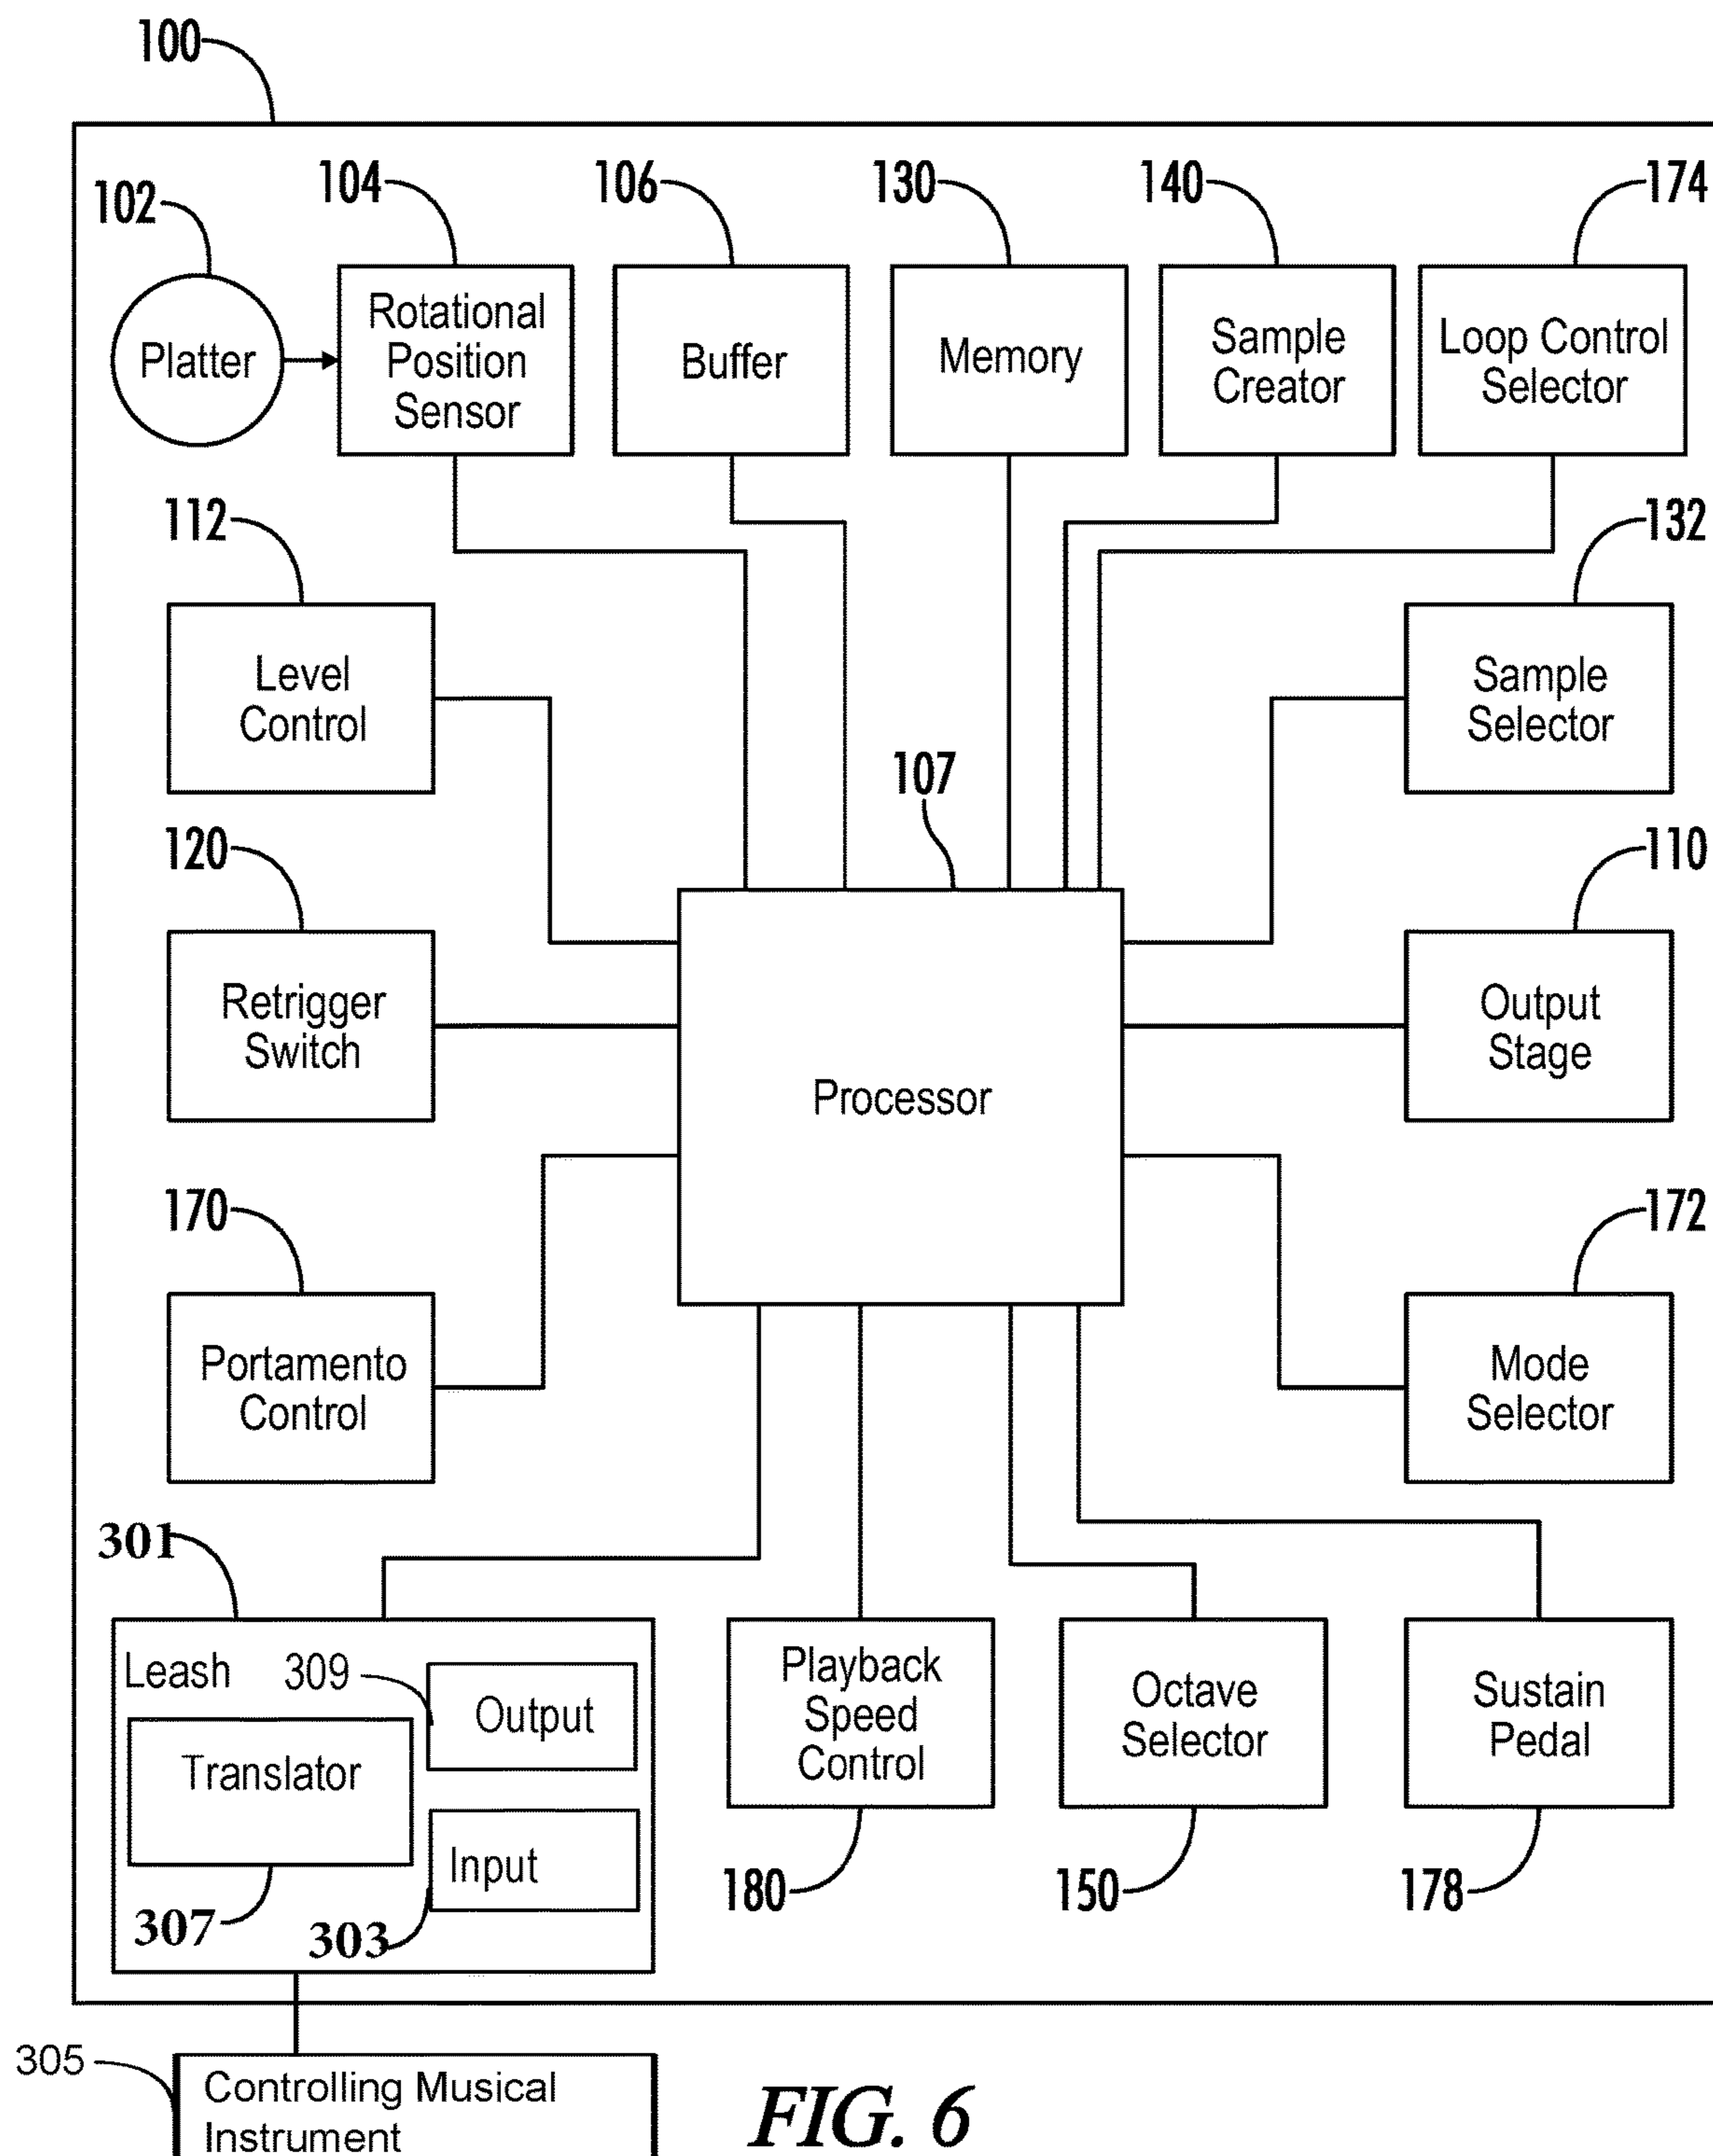 100
102
104
106
130
140
174
Platter
Rotational
Position
Sensor
Buffer
Memory
Sample
Creator
Loop Control
Selector
112
132
Level
Control
Sample
Selector
107
120
110
Retrigger
Switch
Processor
Output
Stage
170
172
Portamento
Control
Mode
Selector
301
Leash
309
Output
Translator
Input
307
303
Playback
Speed
Control
Octave
Selector
Sustain
Pedal
180
150
178
305
Controlling Musical
Instrument
FIG. 6